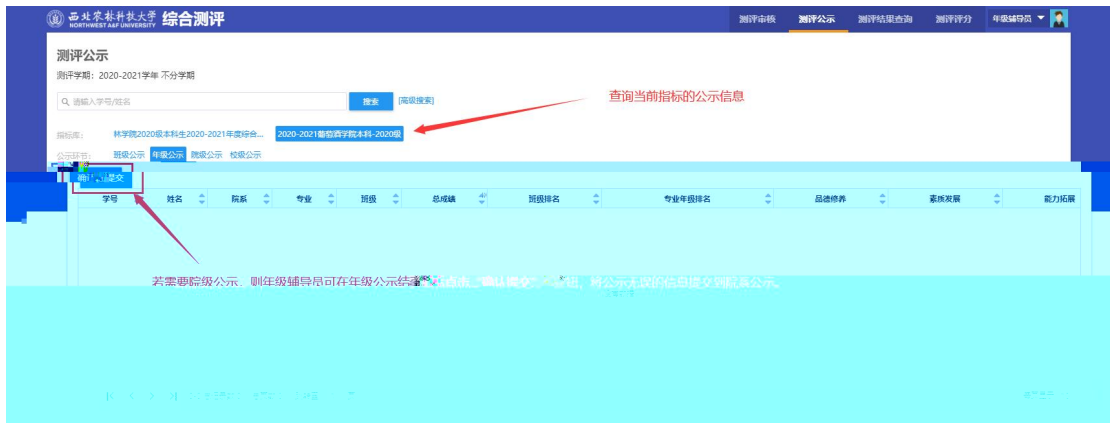 西北农林科技大学 综合测评
NORTHWEST A&F UNIVERSITY
测评审核 测评公示 测评结果查询 测评评分 年级辅导员
测评公示
测评学期: 2020-2021学年 不分学期
请输入学号/姓名 搜索 [高级搜索]
查询当前指标的公示信息
指标库: 林学院2020级本科生2020-2021年度综合... 2020-2021葡萄酒学院本科-2020级
公示环节: 班级公示 年级公示 院级公示 校级公示
提交
学号 姓名 院系 专业 班级 总成绩 班级排名 专业年级排名 品德修养 素质发展 能力拓展
若需要院级公示，则年级辅导员可在年级公示结束后点击“确认提交”按钮，将公示无误的信息提交到院级公示。